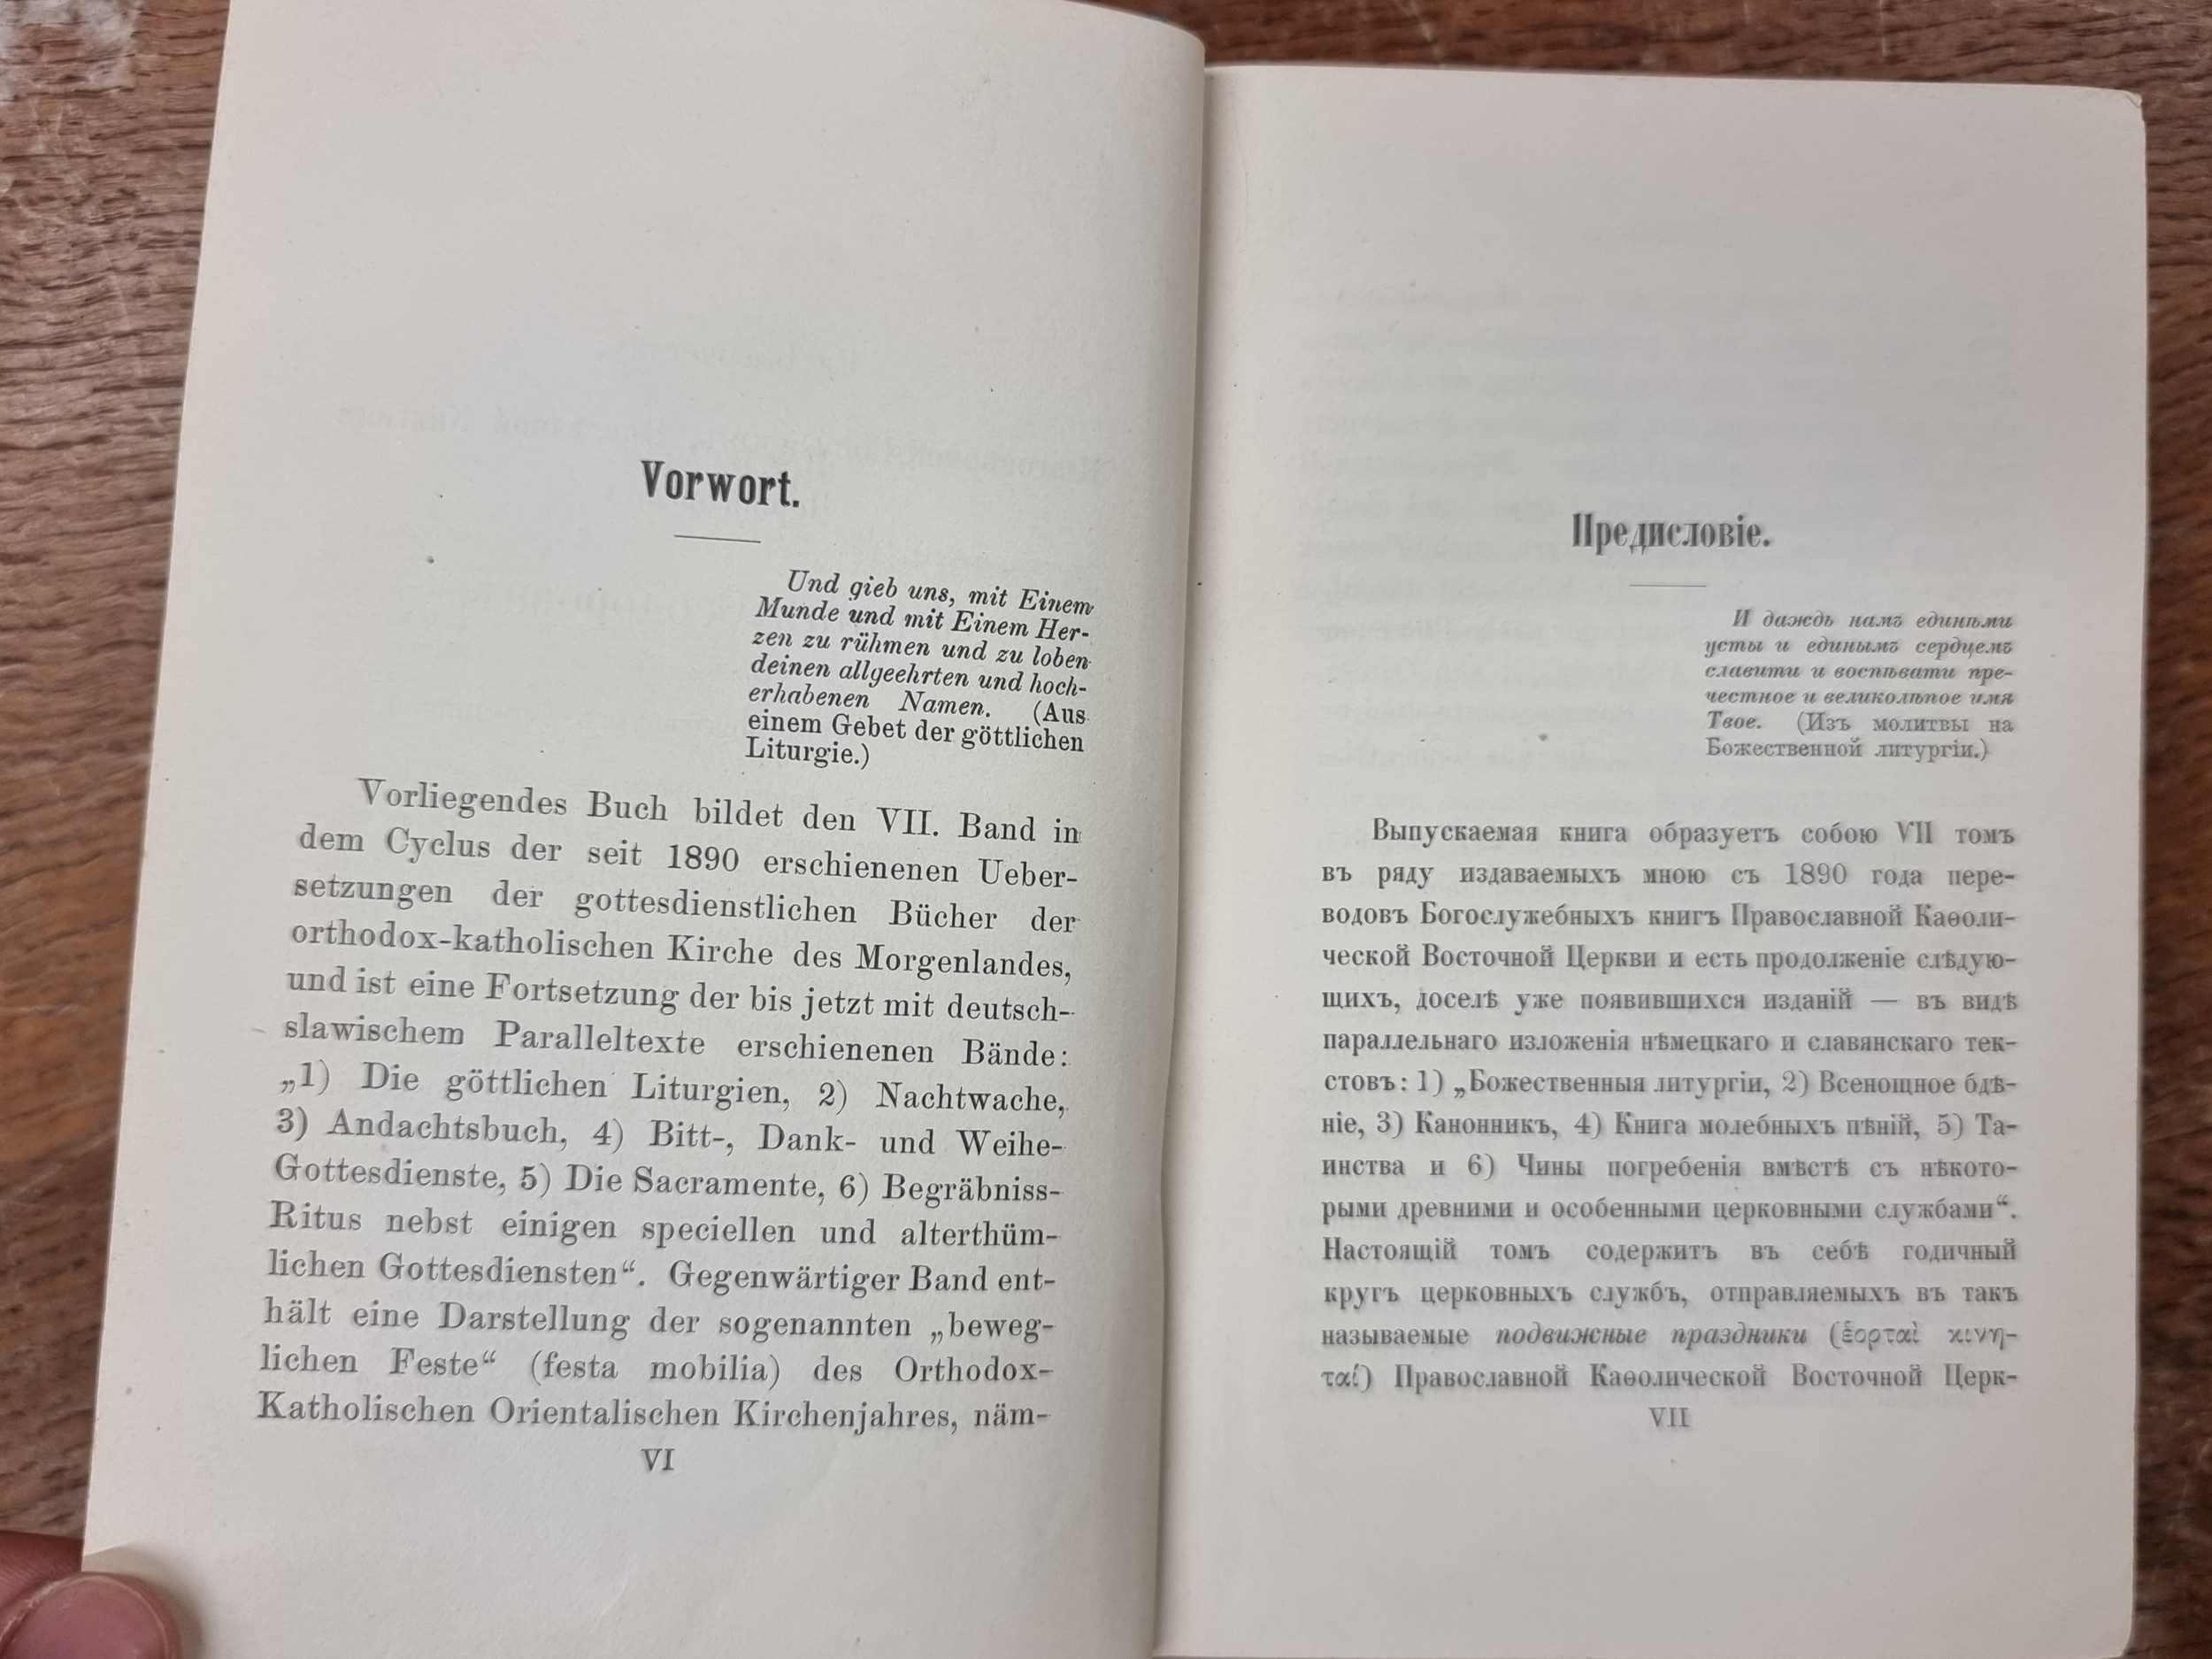 Vorwort.
Und gieb uns, mit Einem
Munde und mit Einem Her-
zen zu rühmen und zu loben
deinen allgeehrten und hoch-
erhabenen Namen. (Aus
einem Gebet der göttlichen
Liturgie.)
Vorliegendes Buch bildet den VII. Band in
dem Cyclus der seit 1890 erschienenen Ueber-
setzungen der gottesdienstlichen Bücher der
orthodox-katholischen Kirche des Morgenlandes,
und ist eine Fortsetzung der bis jetzt mit deutsch-
slawischem Paralleltexte erschienenen Bände:
„1) Die göttlichen Liturgien, 2) Nachtwache,
3) Andachtsbuch, 4) Bitt-, Dank- und Weihe-
Gottesdienste, 5) Die Sacramente, 6) Begräbniss-
Ritus nebst einigen speciellen und alterthüm-
lichen Gottesdiensten“. Gegenwärtiger Band ent-
hält eine Darstellung der sogenannten „beweg-
lichen Feste“ (festa mobilia) des Orthodox-
Katholischen Orientalischen Kirchenjahres, näm-
VI
Предисловіе.
И даждь намъ единѣми
усты и единымъ сердцемъ
славити и воспѣвати пре-
честное и великолѣпое имя
Твое. (Изъ молитвы на
Божественной литургіи.)
Выпускаемая книга образуетъ собою VII томъ
въ ряду издаваемыхъ мною съ 1890 года пере-
водовъ Богослужебныхъ книгъ Православной Каѳоли-
ческой Восточной Церкви и есть продолженіе слѣдую-
щихъ, доселѣ уже появившихся изданій — въ видѣ
параллельнаго изложенія нѣмецкаго и славянскаго тек-
стовъ: 1) „Божественныя литургіи, 2) Всенощное бдѣ-
ніе, 3) Канонникъ, 4) Книга молебныхъ пѣній, 5) Та-
инства и 6) Чины погребенія вмѣстѣ съ нѣкото-
рыми древними и особенными церковными службами“.
Настоящій томъ содержитъ въ себѣ годичный
кругъ церковныхъ службъ, отправляемыхъ въ такъ
называемые подвижные праздники (ἑορταὶ κινη-
ταί) Православной Каѳолической Восточной Церк-
VII